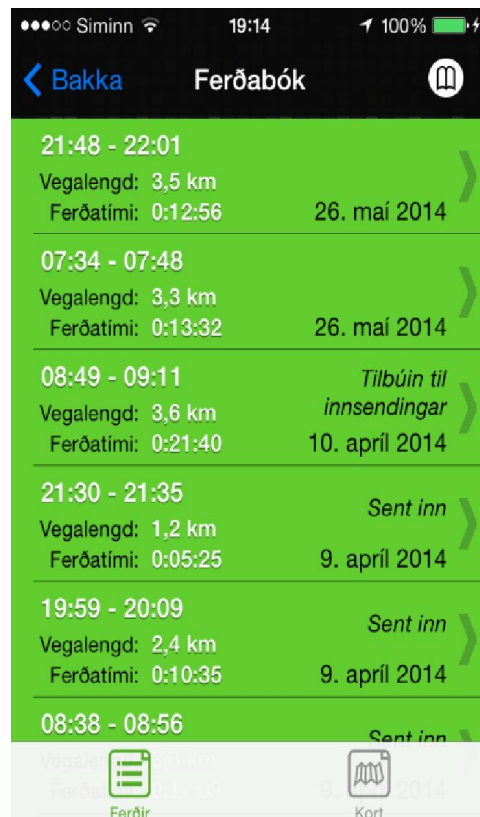 Siminn 19:14 100%
Bakka Ferðabók
21:48 - 22:01
Vegalengd: 3,5 km
Ferðatími: 0:12:56 26. maí 2014
07:34 - 07:48
Vegalengd: 3,3 km
Ferðatími: 0:13:32 26. maí 2014
08:49 - 09:11 Tilbúin til
innsendingar
Vegalengd: 3,6 km
Ferðatími: 0:21:40 10. apríl 2014
21:30 - 21:35
Sent inn
Vegalengd: 1,2 km
Ferðatími: 0:05:25 9. apríl 2014
19:59 - 20:09
Sent inn
Vegalengd: 2,4 km
Ferðatími: 0:10:35 9. apríl 2014
08:38 - 08:56
Sent inn
Ferðir Kort